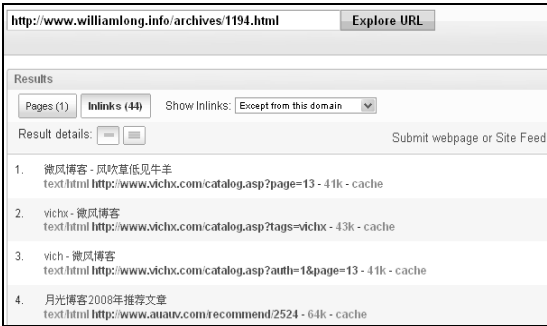 http://www.williamlong.info/archives/1194.html Explore URL
Results
Pages (1) Inlinks (44) Show Inlinks: Except from this domain
Result details: Submit webpage or Site Feed
1. 微风博客 - 风吹草低见牛羊
text/html http://www.vichx.com/catalog.asp?page=13 - 41k - cache
2. vichx - 微风博客
text/html http://www.vichx.com/catalog.asp?tags=vichx - 43k - cache
3. vich - 微风博客
text/html http://www.vichx.com/catalog.asp?auth=1&page=13 - 41k - cache
4. 月光博客2008年推荐文章
text/html http://www.auauv.com/recommend/2524 - 64k - cache